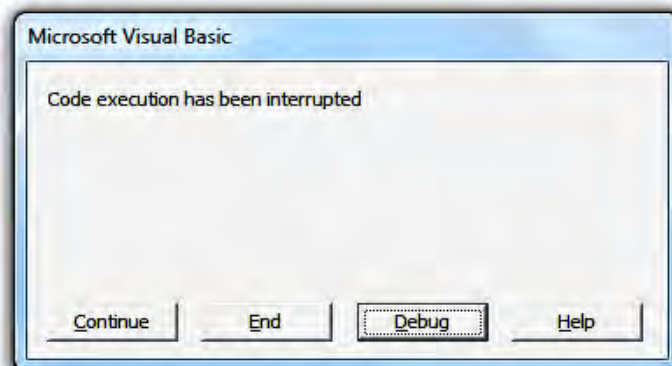 Microsoft Visual Basic
Code execution has been interrupted
Continue End Debug Help